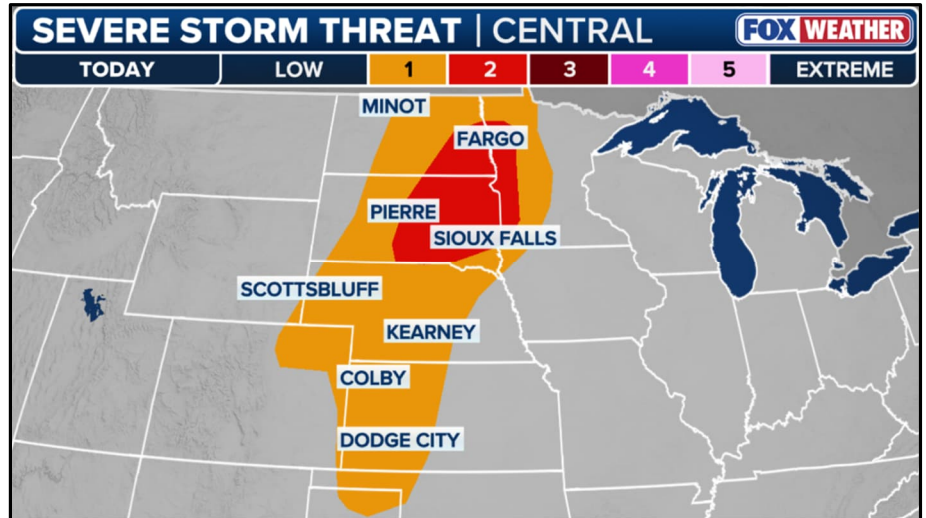 SEVERE STORM THREAT | CENTRAL
FOX WEATHER
TODAY LOW 1 2 3 4 5 EXTREME
MINOT
FARGO
PIERRE
SIOUX FALLS
SCOTTSBLUFF
KEARNEY
COLBY
DODGE CITY